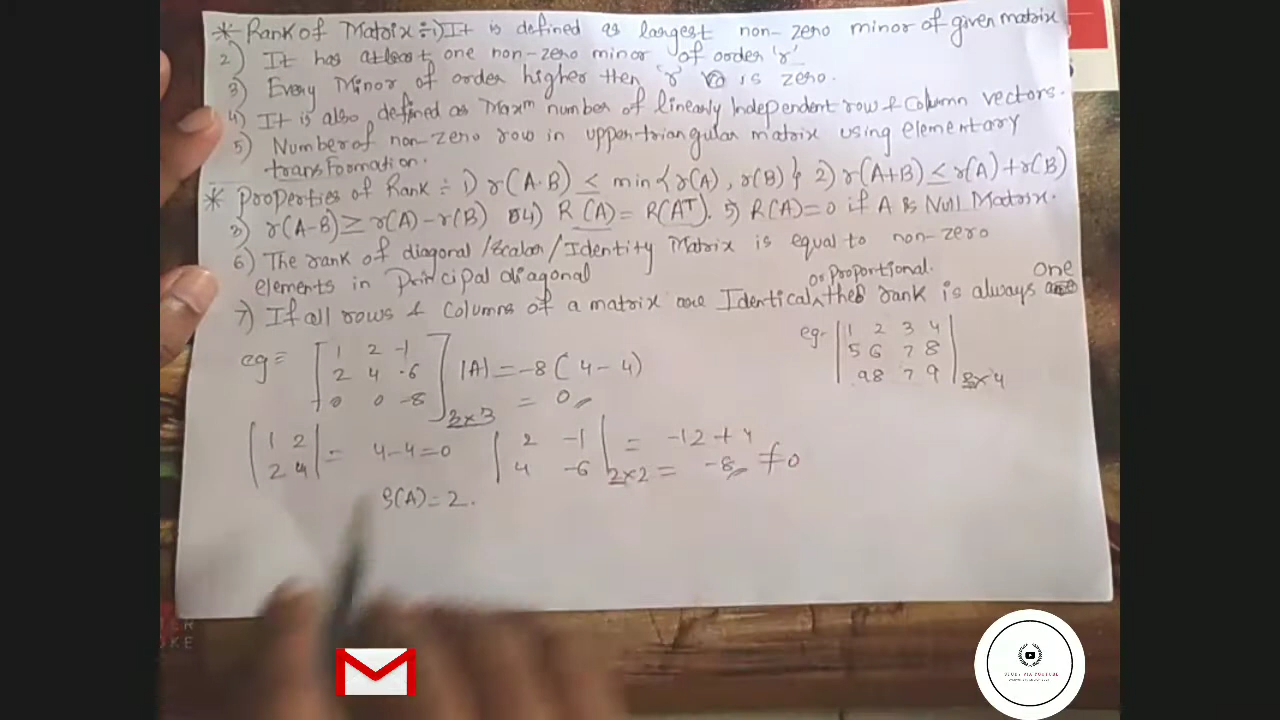 * Rank of Matrix ÷ 1) It is defined as largest non-zero minor of given matrix
2) It has atleast one non-zero minor of order 'r'
3) Every Minor of order higher then 'r' is zero.
4) It is also defined as Maxm number of linearly Independent row & Column vectors.
5) Number of non-zero row in upper triangular matrix using elementary
transformation.
* Properties of Rank ÷ 1) r(A·B) ≤ min{r(A), r(B)} 2) r(A+B) ≤ r(A)+r(B)
3) r(A-B) ≥ r(A) - r(B) 4) R(A) = R(AT). 5) R(A)=0 if A is Null Matrix.
6) The rank of diagonal/Scalar/Identity Matrix is equal to non-zero
elements in Principal diagonal
or Proportional. one
7) If all rows & Columns of a matrix are Identical, the rank is always
eg = 1 2 -1 |A| = -8(4-4)
2 4 -6
0 0 -8 3x3 = 0
eg- 1 2 3 4
5 6 7 8
9 8 7 9 3x4
1 2 = 4-4=0 2 -1 = -12+4
2 4 4 -6 2x2 = -8 ≠0
ρ(A)=2.